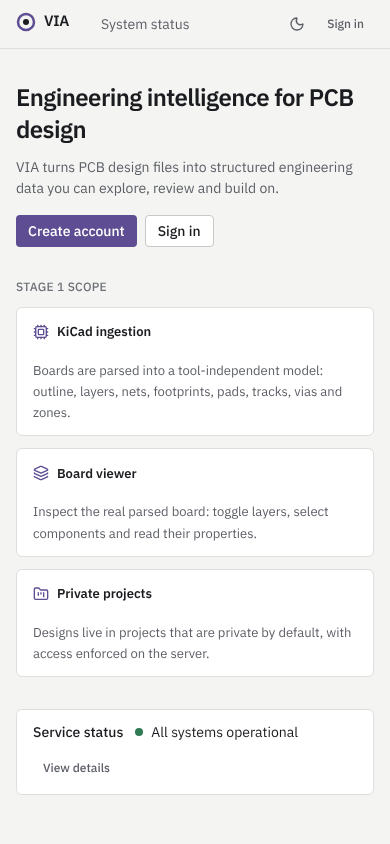 VIA System status Sign in
Engineering intelligence for PCB
design
VIA turns PCB design files into structured engineering
data you can explore, review and build on.
Create account Sign in
STAGE 1 SCOPE
KiCad ingestion
Boards are parsed into a tool-independent model:
outline, layers, nets, footprints, pads, tracks, vias and
zones.
Board viewer
Inspect the real parsed board: toggle layers, select
components and read their properties.
Private projects
Designs live in projects that are private by default, with
access enforced on the server.
Service status All systems operational
View details